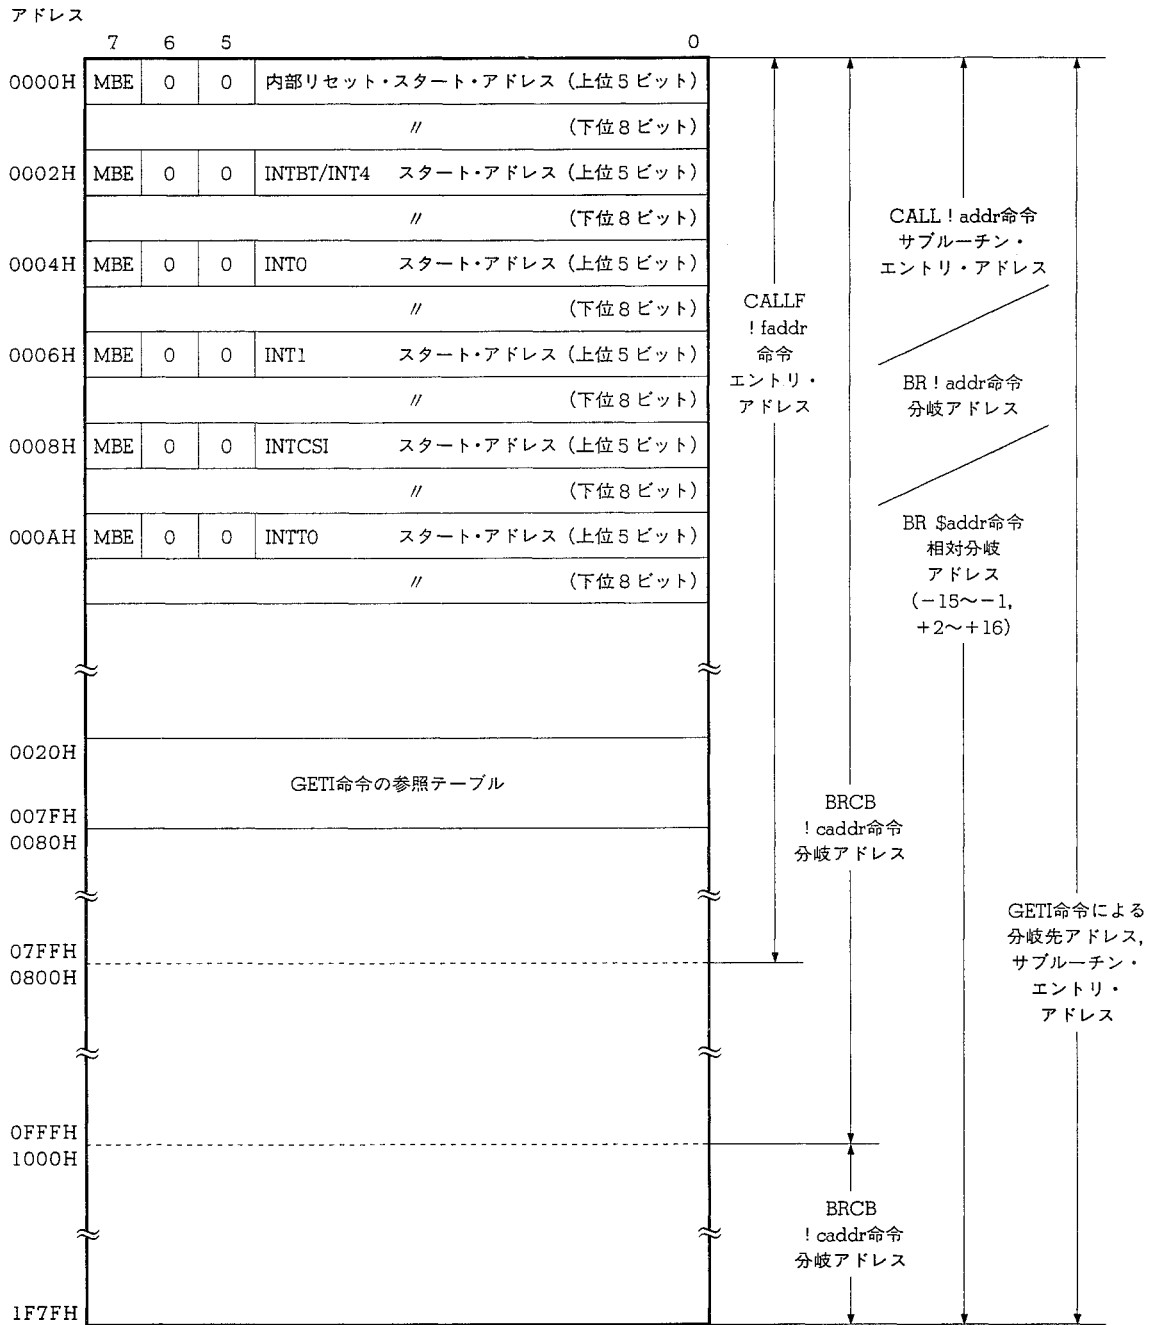 アドレス
7 6 5 0
0000H MBE 0 0 内部リセット・スタート・アドレス (上位5ビット)
〃 (下位8ビット)
0002H MBE 0 0 INTBT/INT4 スタート・アドレス (上位5ビット)
〃 (下位8ビット)
0004H MBE 0 0 INT0 スタート・アドレス (上位5ビット)
〃 (下位8ビット)
0006H MBE 0 0 INT1 スタート・アドレス (上位5ビット)
〃 (下位8ビット)
0008H MBE 0 0 INTCSI スタート・アドレス (上位5ビット)
〃 (下位8ビット)
000AH MBE 0 0 INTT0 スタート・アドレス (上位5ビット)
〃 (下位8ビット)
0020H
GETI命令の参照テーブル
007FH
0080H
07FFH
0800H
0FFFH
1000H
1F7FH
CALLF
!faddr
命令
エントリ・
アドレス
BRCB
!caddr命令
分岐アドレス
BRCB
!caddr命令
分岐アドレス
CALL !addr命令
サブルーチン・
エントリ・アドレス
BR !addr命令
分岐アドレス
BR $addr命令
相対分岐
アドレス
(-15~-1,
+2~+16)
GETI命令による
分岐先アドレス,
サブルーチン・
エントリ・
アドレス